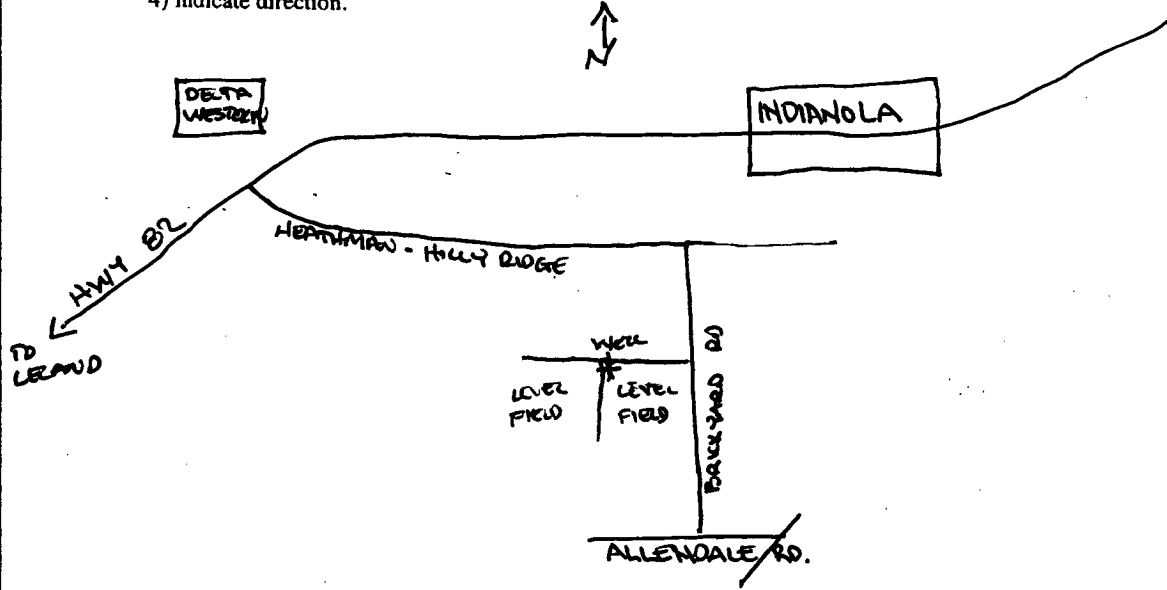 4) Indicate direction.
N
DELTA
WESTERN
INDIANOLA
HWY 82
HEATHMAN - HILLY RIDGE
TO
LELAND
WELL
LEVEL
FIELD
LEVEL
FIELD
BRICKYARD RD
ALLENDALE RD.